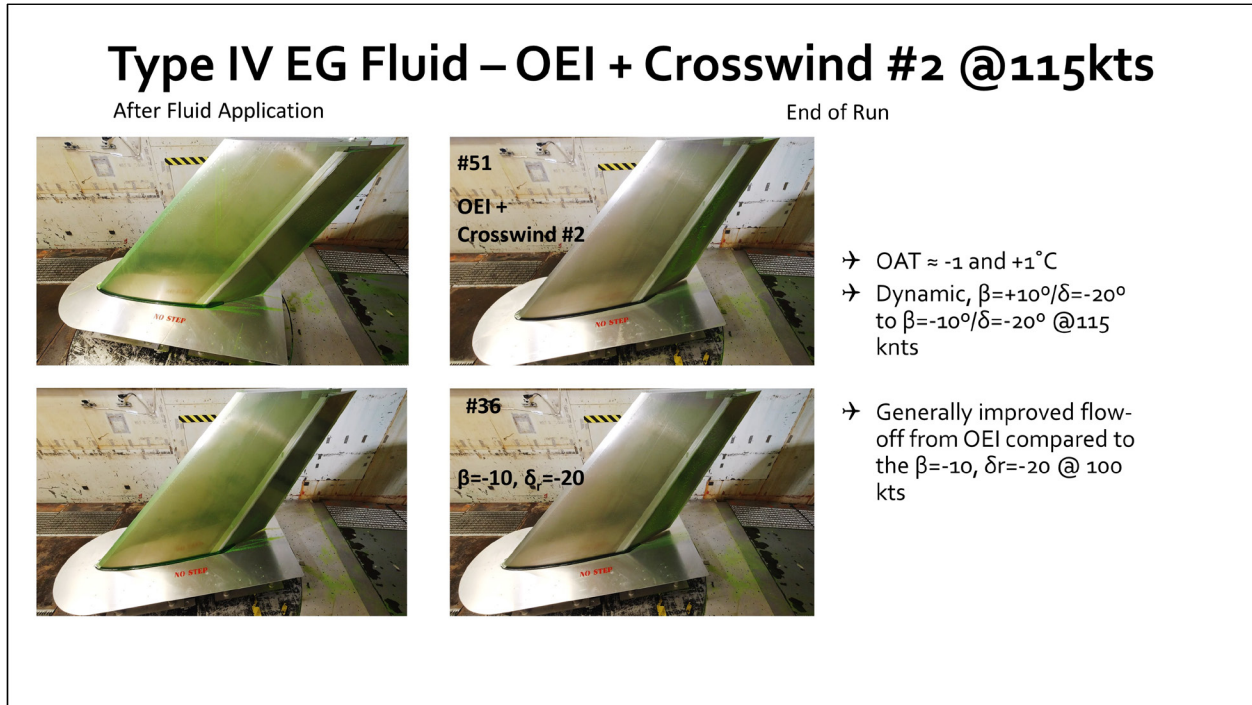 Type IV EG Fluid – OEI + Crosswind #2 @115kts
After Fluid Application
End of Run
NO STEP
#51
OEI +
Crosswind #2
NO STEP
✈ OAT ≈ -1 and +1˚C
✈ Dynamic, β=+10º/δ=-20º
to β=-10º/δ=-20º @115
knts
NO STEP
#36
β=-10, δr=-20
NO STEP
✈ Generally improved flow-
off from OEI compared to
the β=-10, δr=-20 @ 100
kts